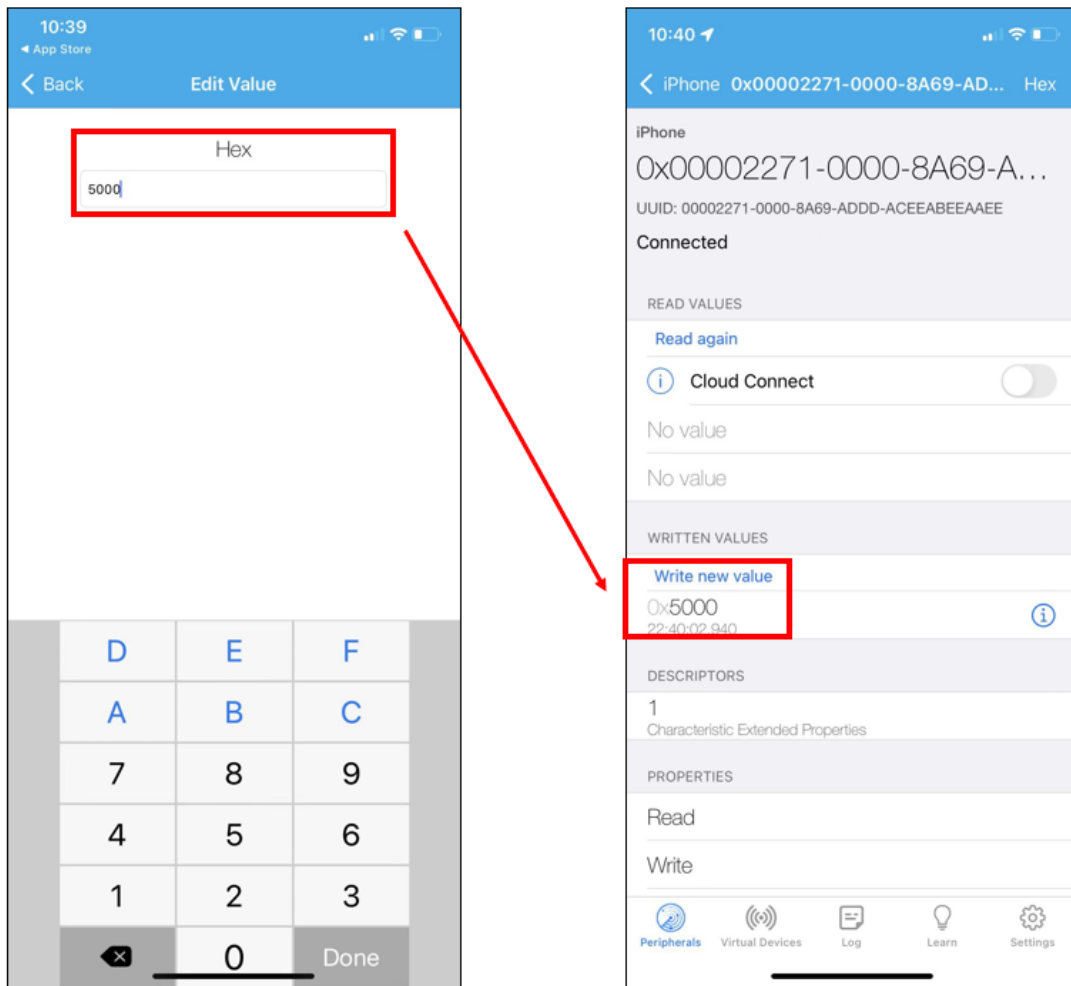 10:39
◀ App Store
Back Edit Value
Hex
5000
D E F
A B C
7 8 9
4 5 6
1 2 3
0 Done
10:40
iPhone 0x00002271-0000-8A69-AD... Hex
iPhone
0x00002271-0000-8A69-A...
UUID: 00002271-0000-8A69-ADDD-ACEEABEEAAEE
Connected
READ VALUES
Read again
Cloud Connect
No value
No value
WRITTEN VALUES
Write new value
0x5000
22:40:02.940
DESCRIPTORS
1
Characteristic Extended Properties
PROPERTIES
Read
Write
Peripherals Virtual Devices Log Learn Settings